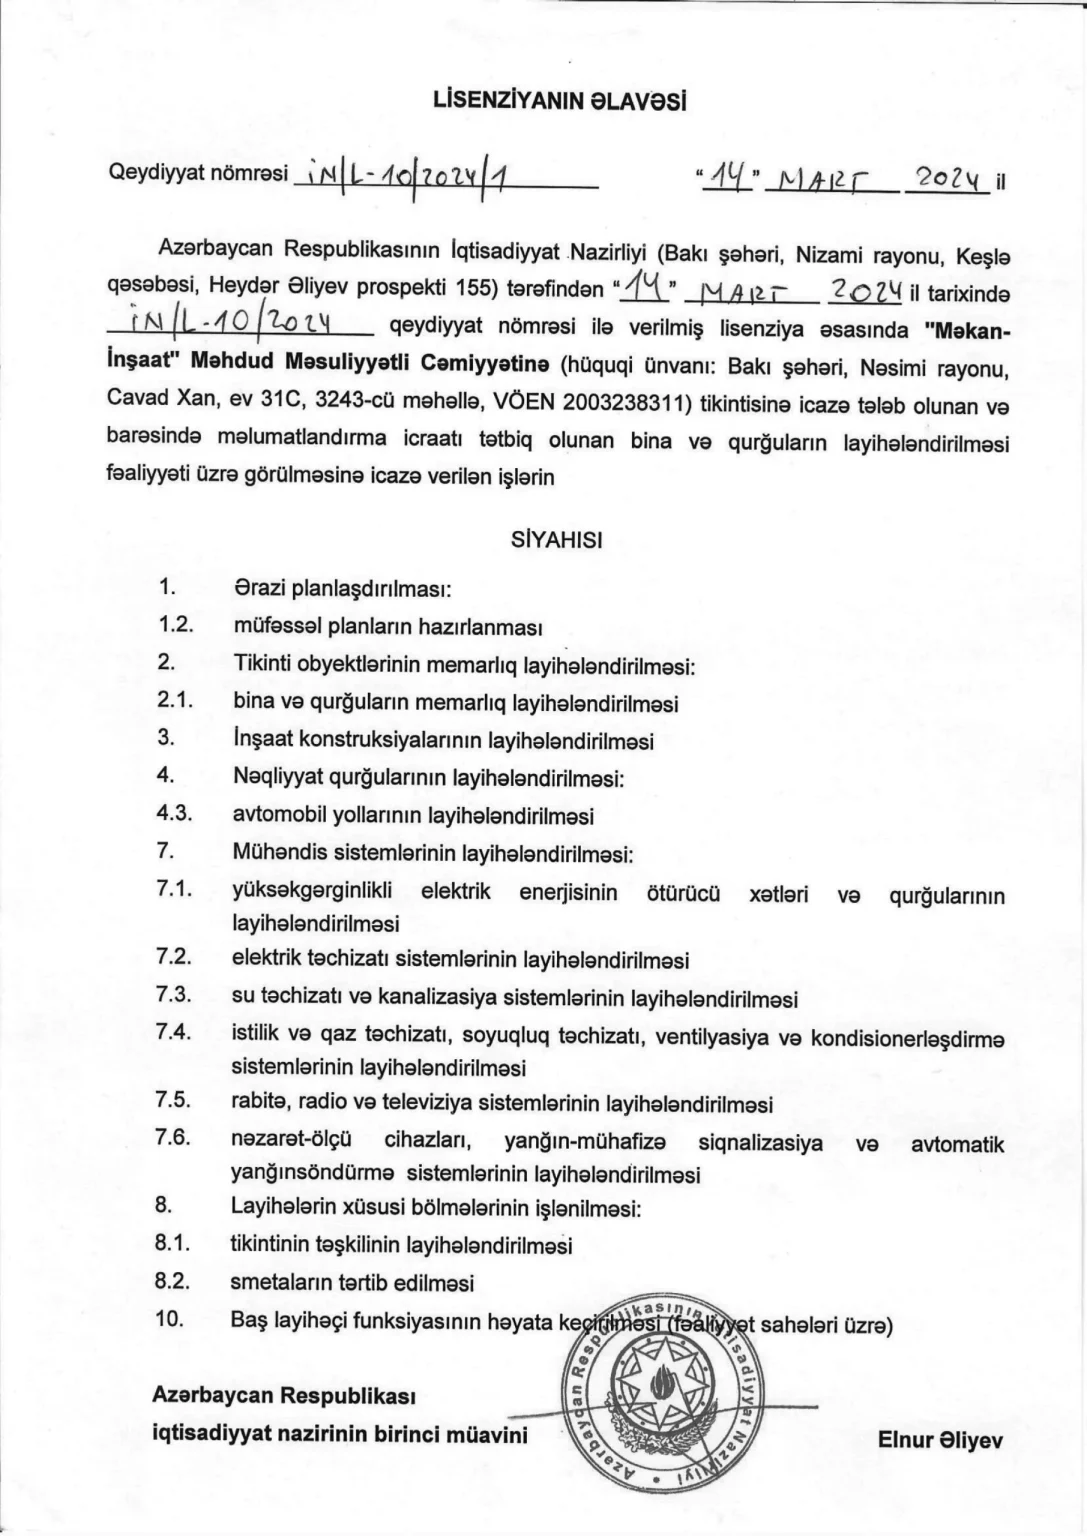 LİSENZİYANIN ƏLAVƏSİ
Qeydiyyat nömrəsi İN/L-10/2024/1 “14” MART 2024 il
Azərbaycan Respublikasının İqtisadiyyat Nazirliyi (Bakı şəhəri, Nizami rayonu, Keşlə
qəsəbəsi, Heydər Əliyev prospekti 155) tərəfindən “14” MART 2024 il tarixində
İN/L-10/2024 qeydiyyat nömrəsi ilə verilmiş lisenziya əsasında "Məkan-
İnşaat" Məhdud Məsuliyyətli Cəmiyyətinə (hüquqi ünvanı: Bakı şəhəri, Nəsimi rayonu,
Cavad Xan, ev 31C, 3243-cü məhəllə, VÖEN 2003238311) tikintisinə icazə tələb olunan və
barəsində məlumatlandırma icraatı tətbiq olunan bina və qurğuların layihələndirilməsi
fəaliyyəti üzrə görülməsinə icazə verilən işlərin
SİYAHISI
1. Ərazi planlaşdırılması:
1.2. müfəssəl planların hazırlanması
2. Tikinti obyektlərinin memarlıq layihələndirilməsi:
2.1. bina və qurğuların memarlıq layihələndirilməsi
3. İnşaat konstruksiyalarının layihələndirilməsi
4. Nəqliyyat qurğularının layihələndirilməsi:
4.3. avtomobil yollarının layihələndirilməsi
7. Mühəndis sistemlərinin layihələndirilməsi:
7.1. yüksəkgərginlikli elektrik enerjisinin ötürücü xətləri və qurğularının
layihələndirilməsi
7.2. elektrik təchizatı sistemlərinin layihələndirilməsi
7.3. su təchizatı və kanalizasiya sistemlərinin layihələndirilməsi
7.4. istilik və qaz təchizatı, soyuqluq təchizatı, ventilyasiya və kondisionerləşdirmə
sistemlərinin layihələndirilməsi
7.5. rabitə, radio və televiziya sistemlərinin layihələndirilməsi
7.6. nəzarət-ölçü cihazları, yanğın-mühafizə siqnalizasiya və avtomatik
yanğınsöndürmə sistemlərinin layihələndirilməsi
8. Layihələrin xüsusi bölmələrinin işlənilməsi:
8.1. tikintinin təşkilinin layihələndirilməsi
8.2. smetaların tərtib edilməsi
10. Baş layihəçi funksiyasının həyata keçirilməsi (fəaliyyət sahələri üzrə)
Azərbaycan Respublikasının İqtisadiyyat Nazirliyi
Azərbaycan Respublikası
iqtisadiyyat nazirinin birinci müavini
Elnur Əliyev